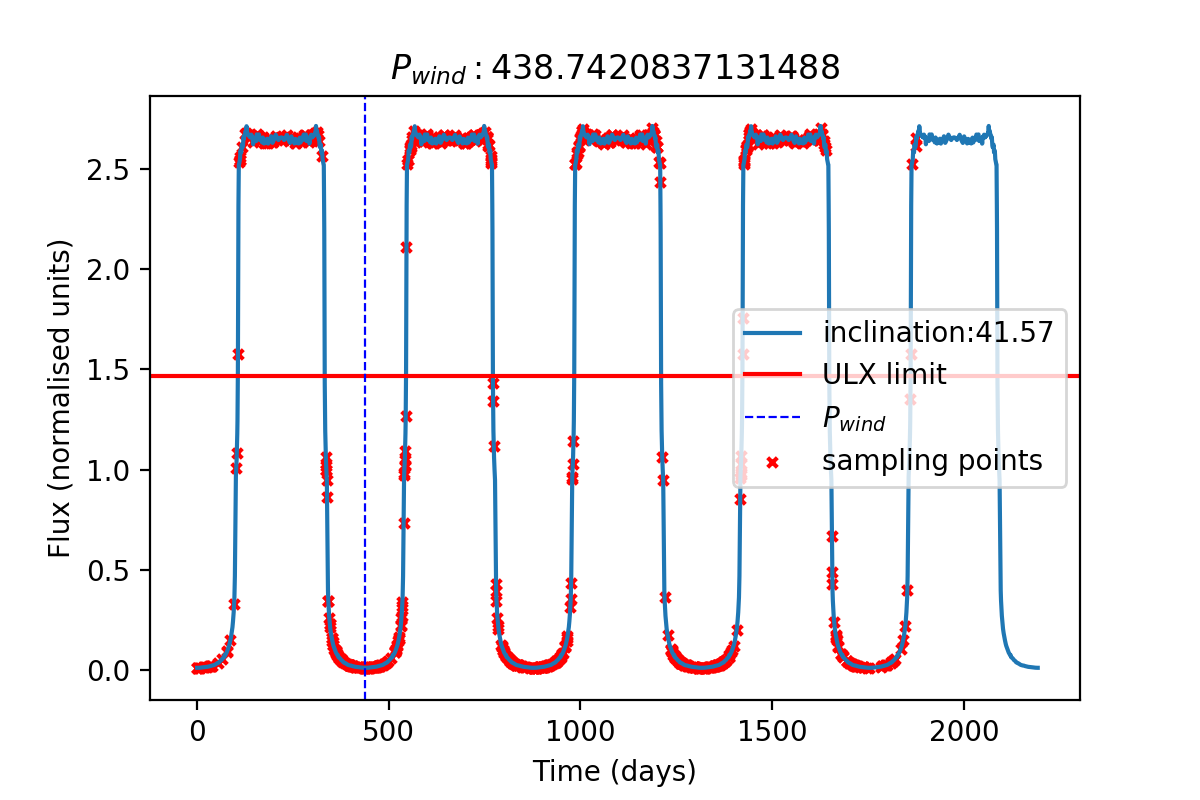 P_wind : 438.7420837131488
2.5
2.0
1.5
1.0
0.5
0.0
Flux (normalised units)
inclination:41.57
ULX limit
P_wind
sampling points
0 500 1000 1500 2000
Time (days)